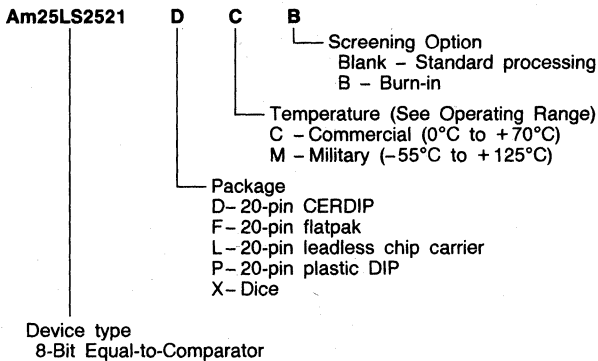 Am25LS2521 D C B
Screening Option
Blank – Standard processing
B – Burn-in
Temperature (See Operating Range)
C – Commercial (0°C to +70°C)
M – Military (–55°C to +125°C)
Package
D– 20-pin CERDIP
F– 20-pin flatpak
L– 20-pin leadless chip carrier
P– 20-pin plastic DIP
X– Dice
Device type
8-Bit Equal-to-Comparator